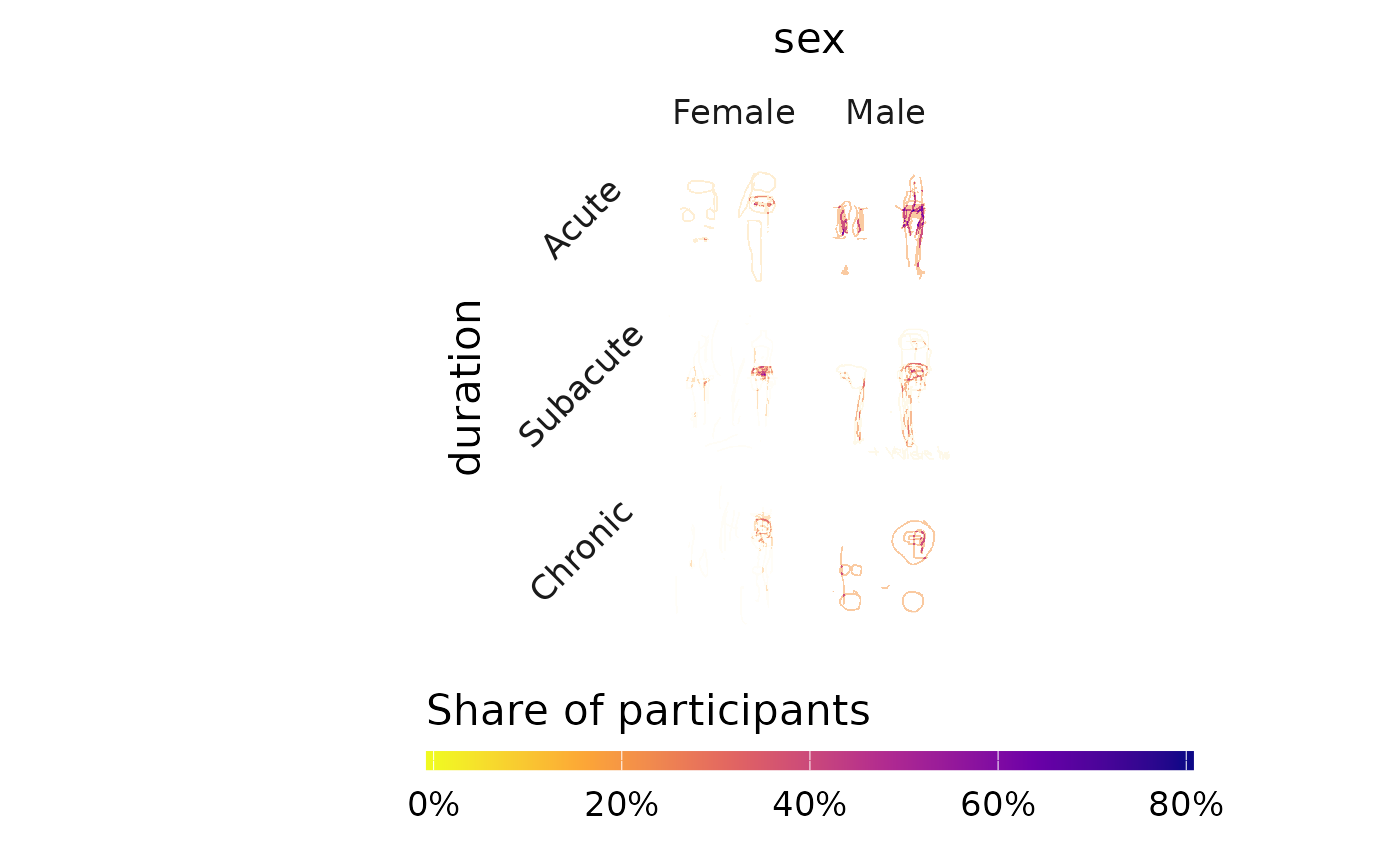 sex
Female Male
Acute
Subacute
Chronic
duration
Share of participants
0% 20% 40% 60% 80%